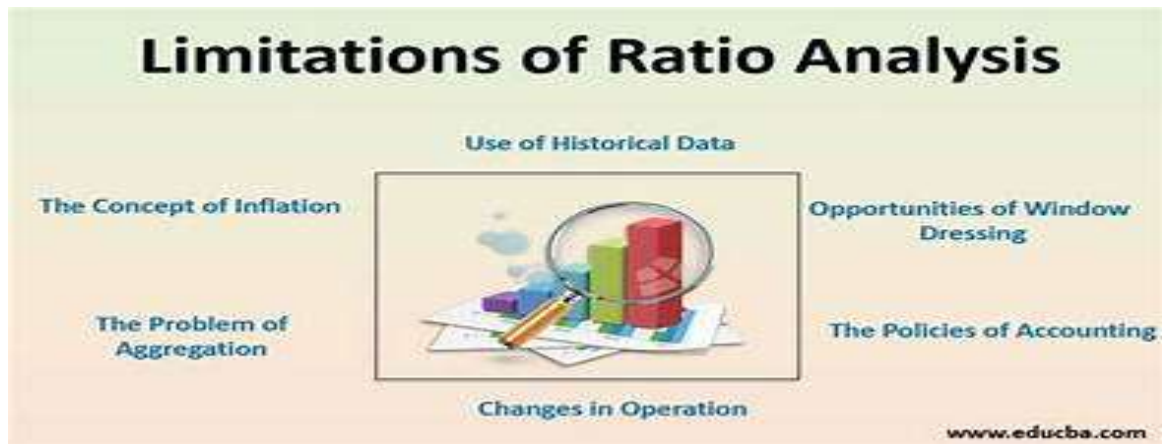 Limitations of Ratio Analysis
Use of Historical Data
The Concept of Inflation
Opportunities of Window
Dressing
The Problem of
Aggregation
The Policies of Accounting
Changes in Operation
www.educba.com